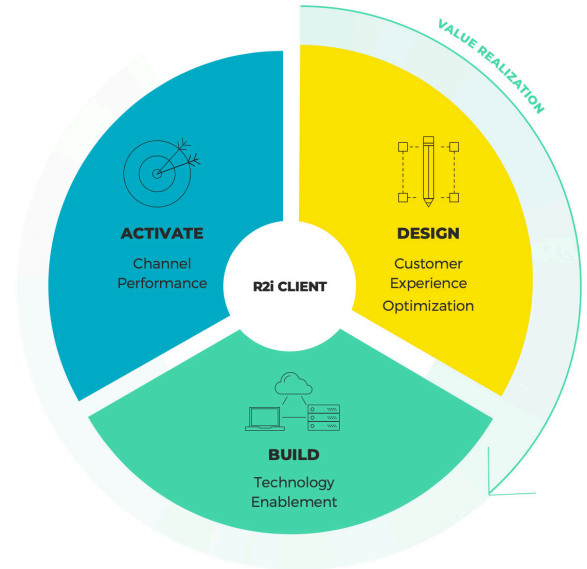 VALUE REALIZATION
ACTIVATE
Channel
Performance
DESIGN
Customer
Experience
Optimization
R2i CLIENT
BUILD
Technology
Enablement